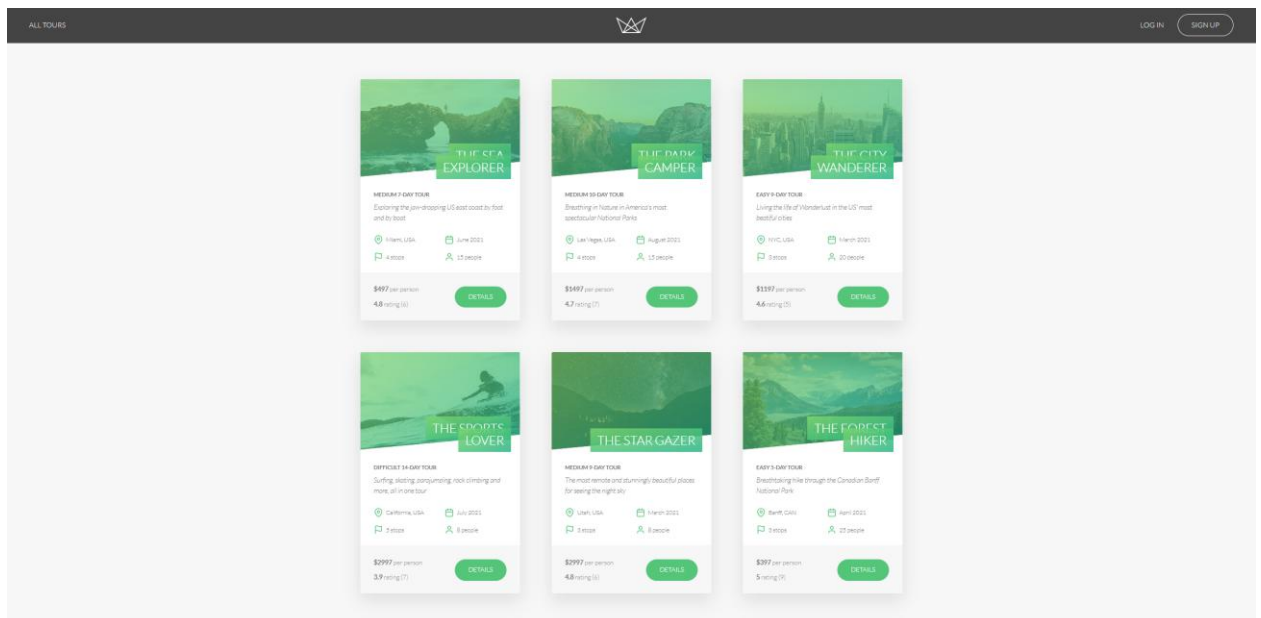 ALL TOURS
LOG IN
SIGN UP
THE SEA
EXPLORER
MEDIUM 7-DAY TOUR
Exploring the jaw-dropping US east coast by foot
and by boat
Miami, USA
June 2021
4 stops
15 people
$497 per person
4.8 rating (6)
DETAILS
THE PARK
CAMPER
MEDIUM 10-DAY TOUR
Breathing in Nature in America's most
spectacular National Parks
Las Vegas, USA
August 2021
4 stops
15 people
$1497 per person
4.7 rating (7)
DETAILS
THE CITY
WANDERER
EASY 9-DAY TOUR
Living the life of Wanderlust in the US' most
beatiful cities
NYC, USA
March 2021
3 stops
20 people
$1197 per person
4.6 rating (5)
DETAILS
THE SPORTS
LOVER
DIFFICULT 14-DAY TOUR
Surfing, skating, parajumping, rock climbing and
more, all in one tour
California, USA
July 2021
stops
8 people
$2997 per person
3.9 rating (7)
DETAILS
THE STAR GAZER
MEDIUM 9-DAY TOUR
The most remote and stunningly beautiful places
for seeing the night sky
Utah, USA
March 2021
3 stops
8 people
$2997 per person
4.8 rating (6)
DETAILS
THE FOREST
HIKER
EASY 5-DAY TOUR
Breathtaking hike through the Canadian Banff
National Park
Banff, CAN
April 2021
3 stops
25 people
$397 per person
5 rating (9)
DETAILS